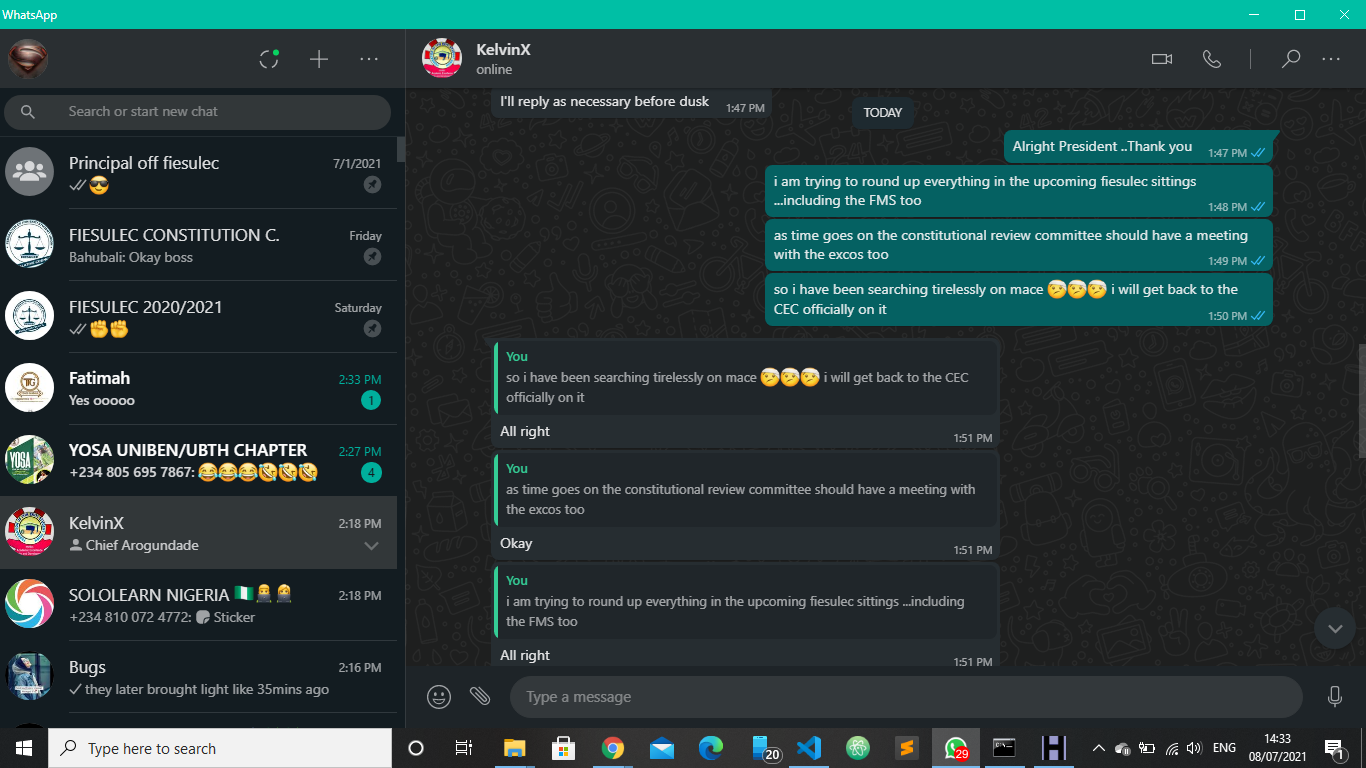 WhatsApp
Search or start new chat
Principal off fiesulec
7/1/2021
😎
FIESULEC CONSTITUTION C.
Friday
Bahubali: Okay boss
FIESULEC 2020/2021
Saturday
✊✊
Fatimah
2:33 PM
Yes ooooo
1
YOSA UNIBEN/UBTH CHAPTER
2:27 PM
+234 805 695 7867: 😂😂😂🤣🤣🤣
4
KelvinX
2:18 PM
Chief Arogundade
SOLOLEARN NIGERIA 🇳🇬👨‍💻👩‍💻
2:18 PM
+234 810 072 4772: Sticker
Bugs
2:16 PM
they later brought light like 35mins ago
KelvinX
online
I'll reply as necessary before dusk
1:47 PM
TODAY
Alright President ..Thank you
1:47 PM
i am trying to round up everything in the upcoming fiesulec sittings
...including the FMS too
1:48 PM
as time goes on the constitutional review committee should have a meeting
with the excos too
1:49 PM
so i have been searching tirelessly on mace 🤕🤕🤕 i will get back to the
CEC officially on it
1:50 PM
You
so i have been searching tirelessly on mace 🤕🤕🤕 i will get back to the CEC
officially on it
All right
1:51 PM
You
as time goes on the constitutional review committee should have a meeting with
the excos too
Okay
1:51 PM
You
i am trying to round up everything in the upcoming fiesulec sittings ...including
the FMS too
All right
1:51 PM
Type a message
Type here to search
20
29
ENG
14:33
08/07/2021
1